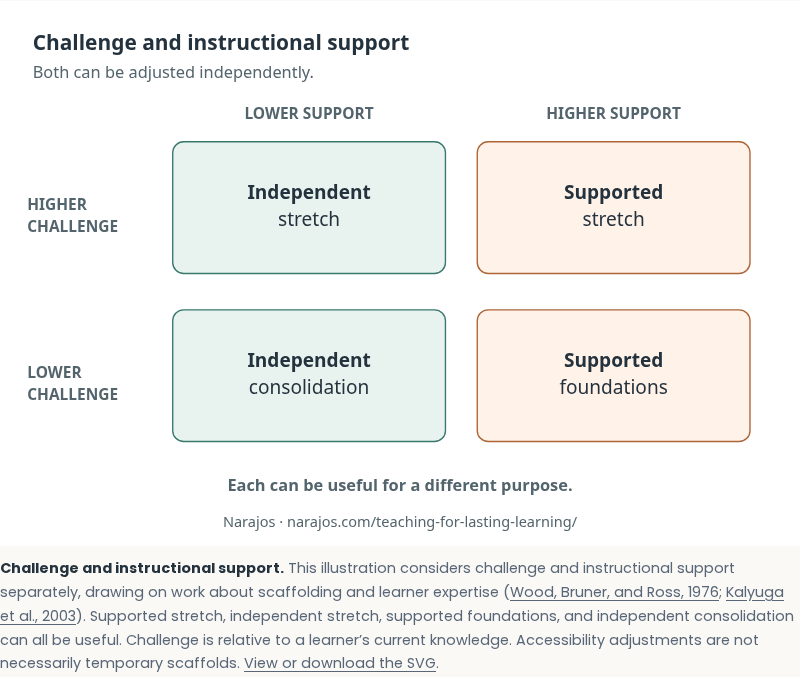 Challenge and instructional support
Both can be adjusted independently.
LOWER SUPPORT
HIGHER SUPPORT
HIGHER
CHALLENGE
Independent
stretch
Supported
stretch
LOWER
CHALLENGE
Independent
consolidation
Supported
foundations
Each can be useful for a different purpose.
Narajos · narajos.com/teaching-for-lasting-learning/
Challenge and instructional support. This illustration considers challenge and instructional support
separately, drawing on work about scaffolding and learner expertise (Wood, Bruner, and Ross, 1976; Kalyuga
et al., 2003). Supported stretch, independent stretch, supported foundations, and independent consolidation
can all be useful. Challenge is relative to a learner’s current knowledge. Accessibility adjustments are not
necessarily temporary scaffolds. View or download the SVG.